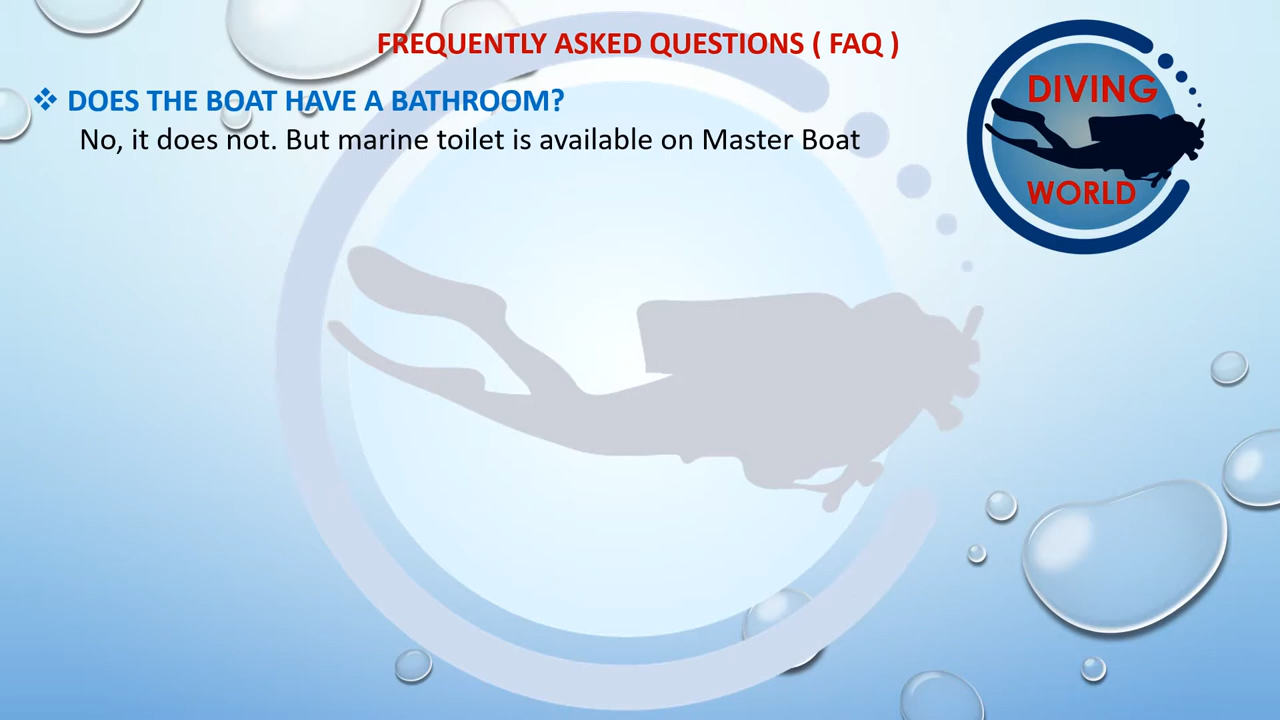 FREQUENTLY ASKED QUESTIONS ( FAQ )
DOES THE BOAT HAVE A BATHROOM?
No, it does not. But marine toilet is available on Master Boat
DIVING
WORLD